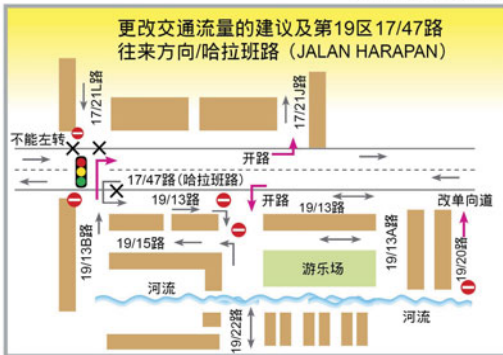 更改交通流量的建议及第19区17/47路
往来方向/哈拉班路（JALAN HARAPAN）
17/21L路
17/21J路
不能左转
开路
17/47路(哈拉班路)
开路
改单向道
19/13路
19/13路
19/13B路
19/15路
19/13A路
19/20路
游乐场
河流
河流
19/22路